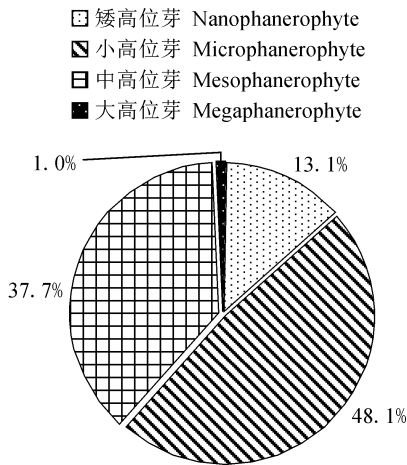 矮高位芽 Nanophanerophyte
小高位芽 Microphanerophyte
中高位芽 Mesophanerophyte
大高位芽 Megaphanerophyte
1.0%
13.1%
37.7%
48.1%